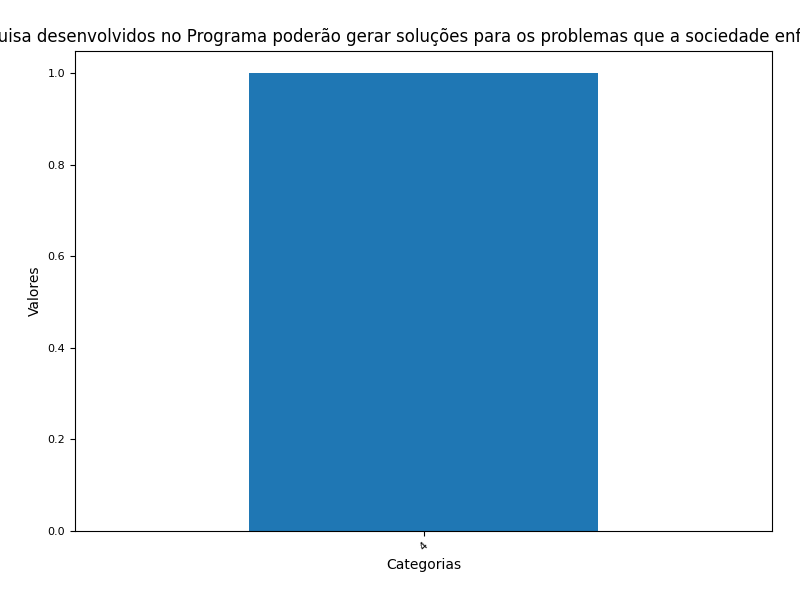 uisa desenvolvidos no Programa poderão gerar soluções para os problemas que a sociedade enf
1.0
0.8
0.6
0.4
0.2
0.0
Valores
4
Categorias